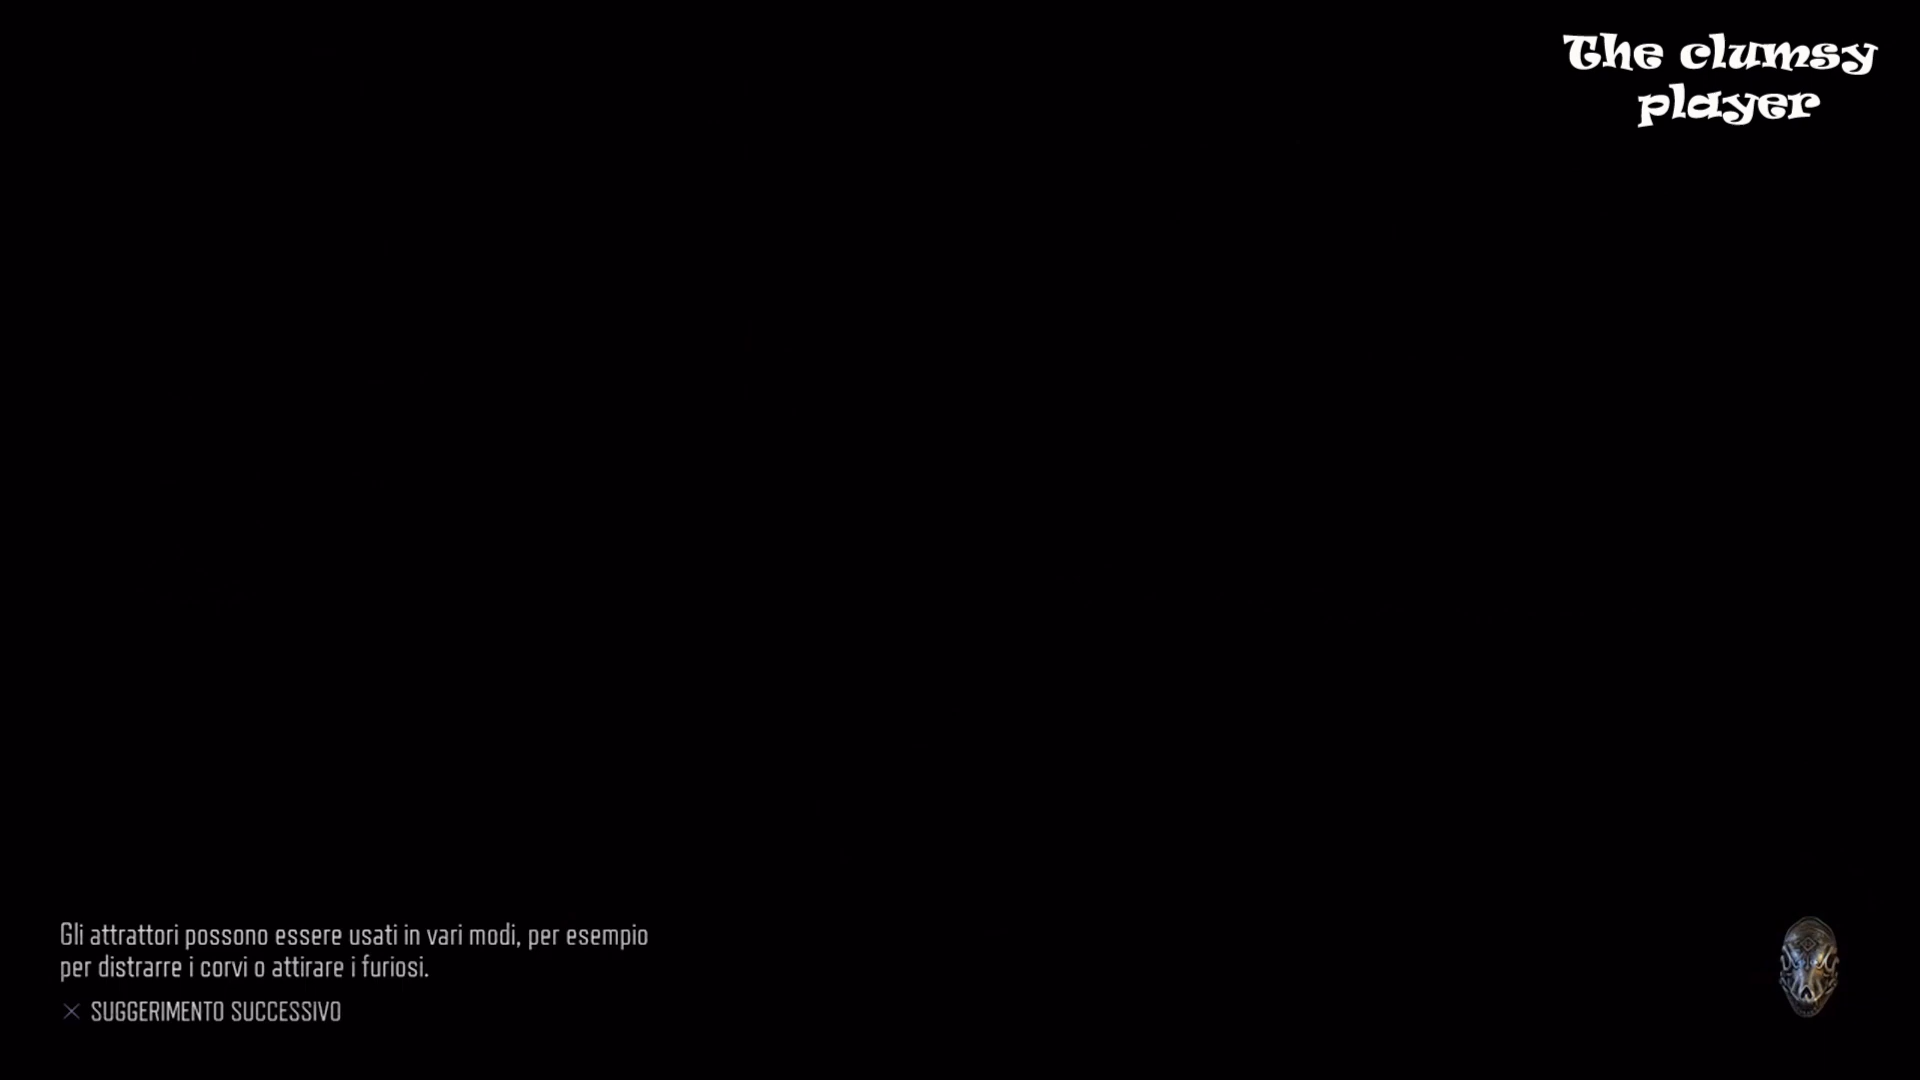 The clumsy
player
Gli attrattori possono essere usati in vari modi, per esempio
per distrarre i corvi o attirare i furiosi.
SUGGERIMENTO SUCCESSIVO